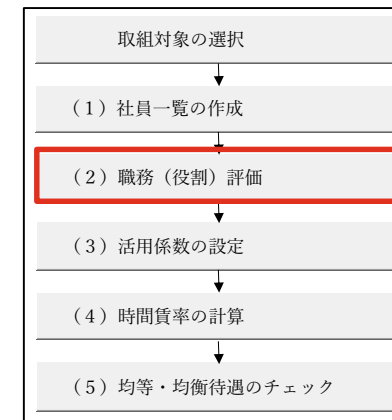 取組対象の選択
（１）社員一覧の作成
（２）職務（役割）評価
（３）活用係数の設定
（４）時間賃率の計算
（５）均等・均衡待遇のチェック